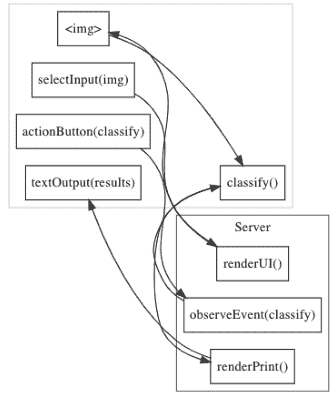 <img>
selectInput(img)
actionButton(classify)
textOutput(results)
classify()
Server
renderUI()
observeEvent(classify)
renderPrint()